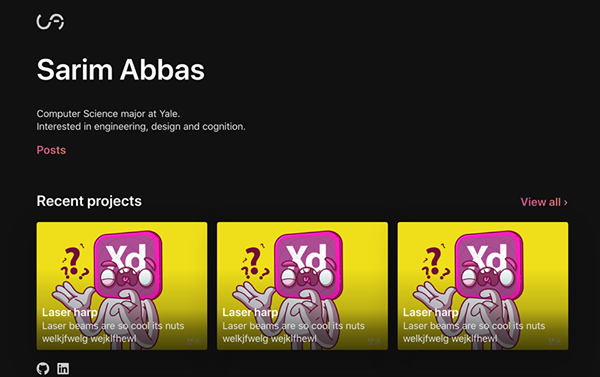 Sarim Abbas
Computer Science major at Yale.
Interested in engineering, design and cognition.
Posts
Recent projects
View all ›
Xd
???
Laser harp
Laser beams are so cool its nuts
welkjfwelg wejklfhewl
Xd
???
Laser harp
Laser beams are so cool its nuts
welkjfwelg wejklfhewl
Xd
???
Laser harp
Laser beams are so cool its nuts
welkjfwelg wejklfhewl
in